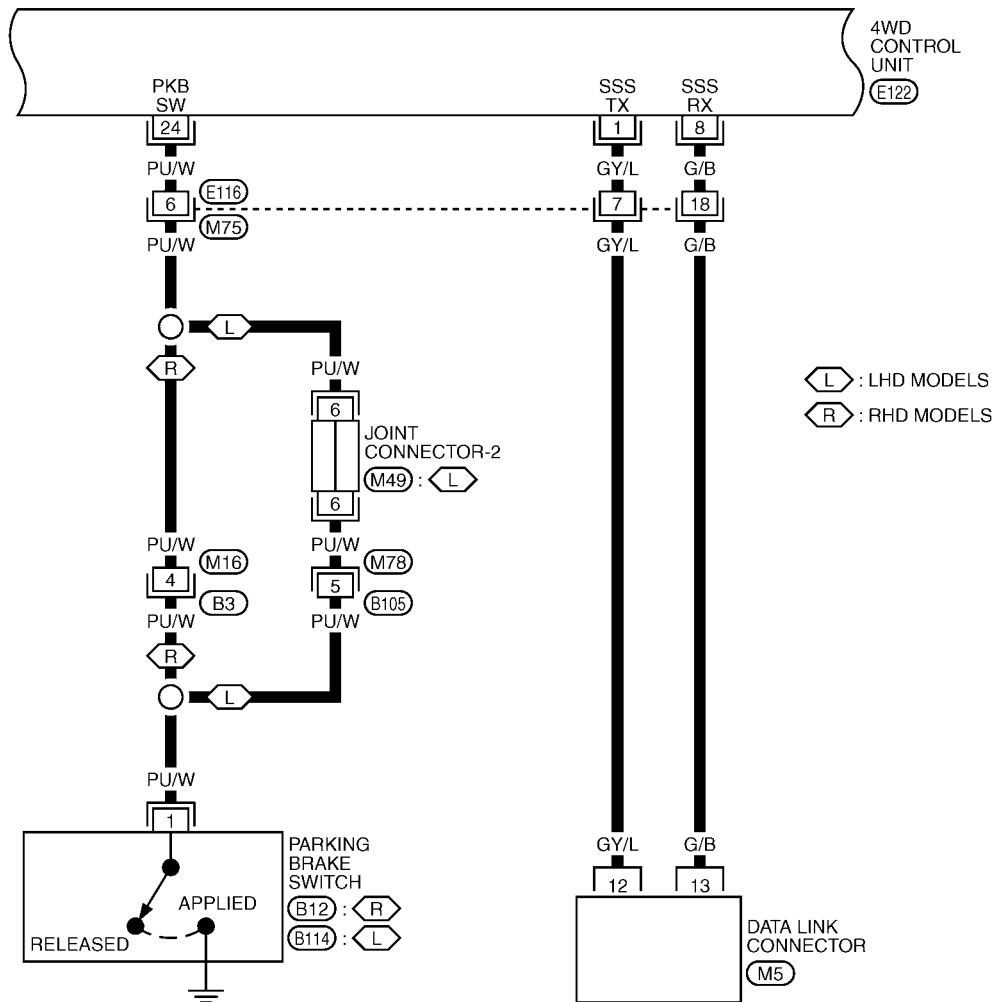 4WD
CONTROL
UNIT
E122
PKB
SW
SSS
TX
SSS
RX
24
1
8
PU/W
GY/L
G/B
6
E116
M75
7
18
PU/W
GY/L
G/B
L
R
PU/W
L : LHD MODELS
R : RHD MODELS
6
JOINT
CONNECTOR-2
M49 : L
6
PU/W
M16
PU/W
M78
4
B3
5
B105
PU/W
PU/W
R
L
PU/W
1
GY/L
G/B
PARKING
BRAKE
SWITCH
B12 : R
B114 : L
APPLIED
RELEASED
12
13
DATA LINK
CONNECTOR
M5